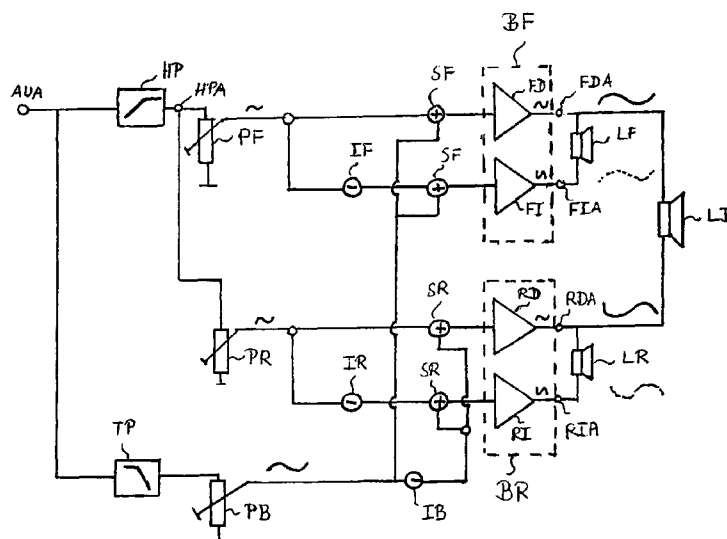 BF
AUA
HP
HPA
PF
~
SF
FD
~
FDA
LF
IF
SF
FI
FIA
~
SR
RD
~
RDA
PR
IR
SR
RI
RIA
LR
TP
PB
IB
BR